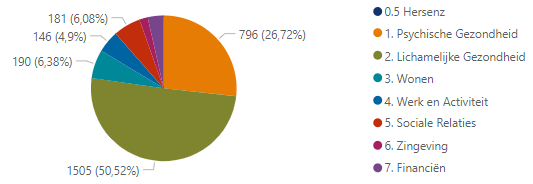 181 (6,08%)
146 (4,9%)
190 (6,38%)
796 (26,72%)
1505 (50,52%)
0.5 Hersenz
1. Psychische Gezondheid
2. Lichamelijke Gezondheid
3. Wonen
4. Werk en Activiteit
5. Sociale Relaties
6. Zingeving
7. Financiën